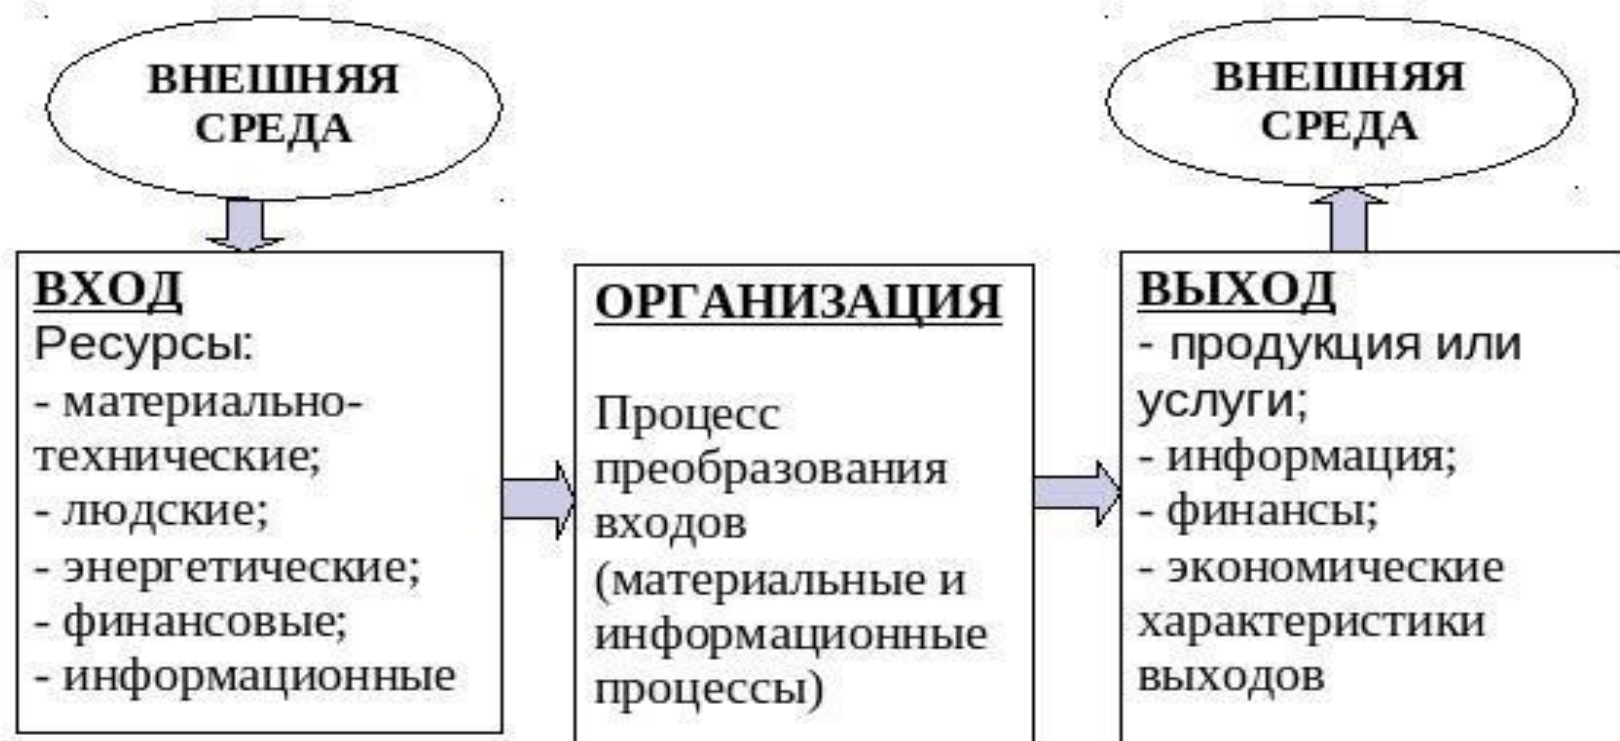 ВНЕШНЯЯ
СРЕДА
ВНЕШНЯЯ
СРЕДА
ВХОД
Ресурсы:
- материально-
технические;
- людские;
- энергетические;
- финансовые;
- информационные
ОРГАНИЗАЦИЯ
Процесс
преобразования
входов
(материальные и
информационные
процессы)
ВЫХОД
- продукция или
услуги;
- информация;
- финансы;
- экономические
характеристики
выходов